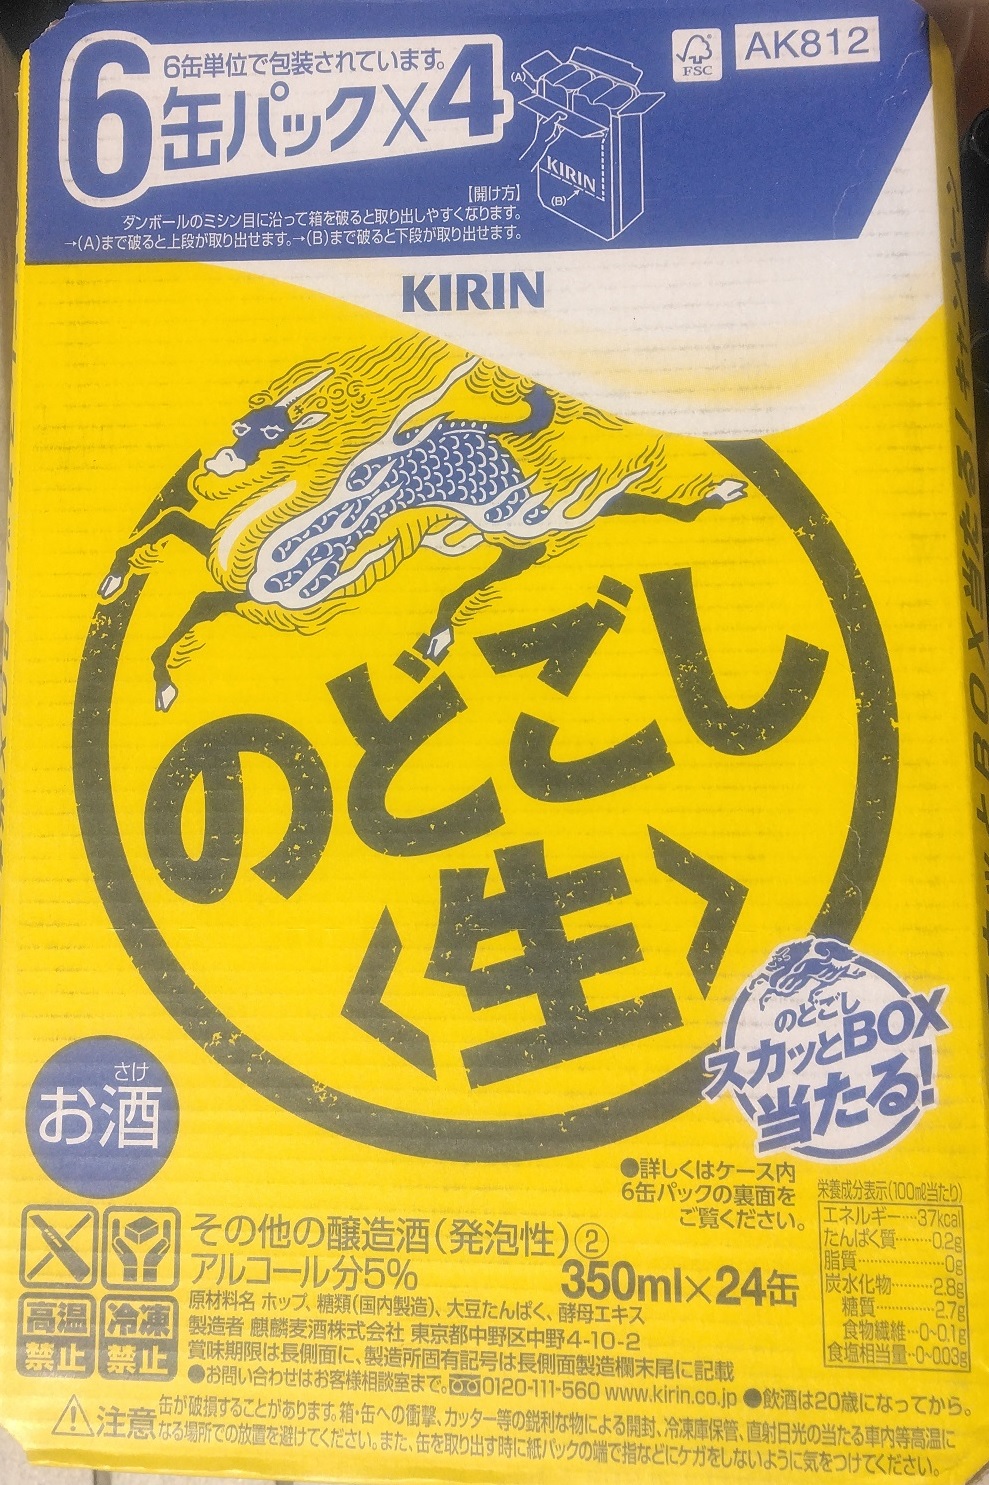 6缶単位で包装されています。
6缶パック×4
FSC
AK812
(A)
KIRIN
(B)
【開け方】
ダンボールのミシン目に沿って箱を破ると取り出しやすくなります。
→(A)まで破ると上段が取り出せます。→(B)まで破ると下段が取り出せます。
KIRIN
のどごし
〈生〉
のどごし
スカッとBOX
当たる!
さけ
お酒
●詳しくはケース内
6缶パックの裏面を
ご覧ください。
栄養成分表示(100ml当たり)
エネルギー…37kcal
たんぱく質……0.2g
脂質……0g
炭水化物……2.8g
糖質……2.7g
食物繊維…0~0.1g
食塩相当量…0~0.03g
その他の醸造酒(発泡性)②
アルコール分5%
350ml×24缶
高温
禁止
冷凍
禁止
原材料名 ホップ、糖類(国内製造)、大豆たんぱく、酵母エキス
製造者 麒麟麦酒株式会社 東京都中野区中野4-10-2
賞味期限は長側面に、製造所固有記号は長側面製造欄末尾に記載
●お問い合わせはお客様相談室まで。0120-111-560 www.kirin.co.jp ●飲酒は20歳になってから。
注意
缶が破損することがあります。箱・缶への衝撃、カッター等の鋭利な物による開封、冷凍庫保管、直射日光の当たる車内等高温に
なる場所での放置を避けてください。また、缶を取り出す時に紙パックの端で指などにケガをしないように気をつけてください。